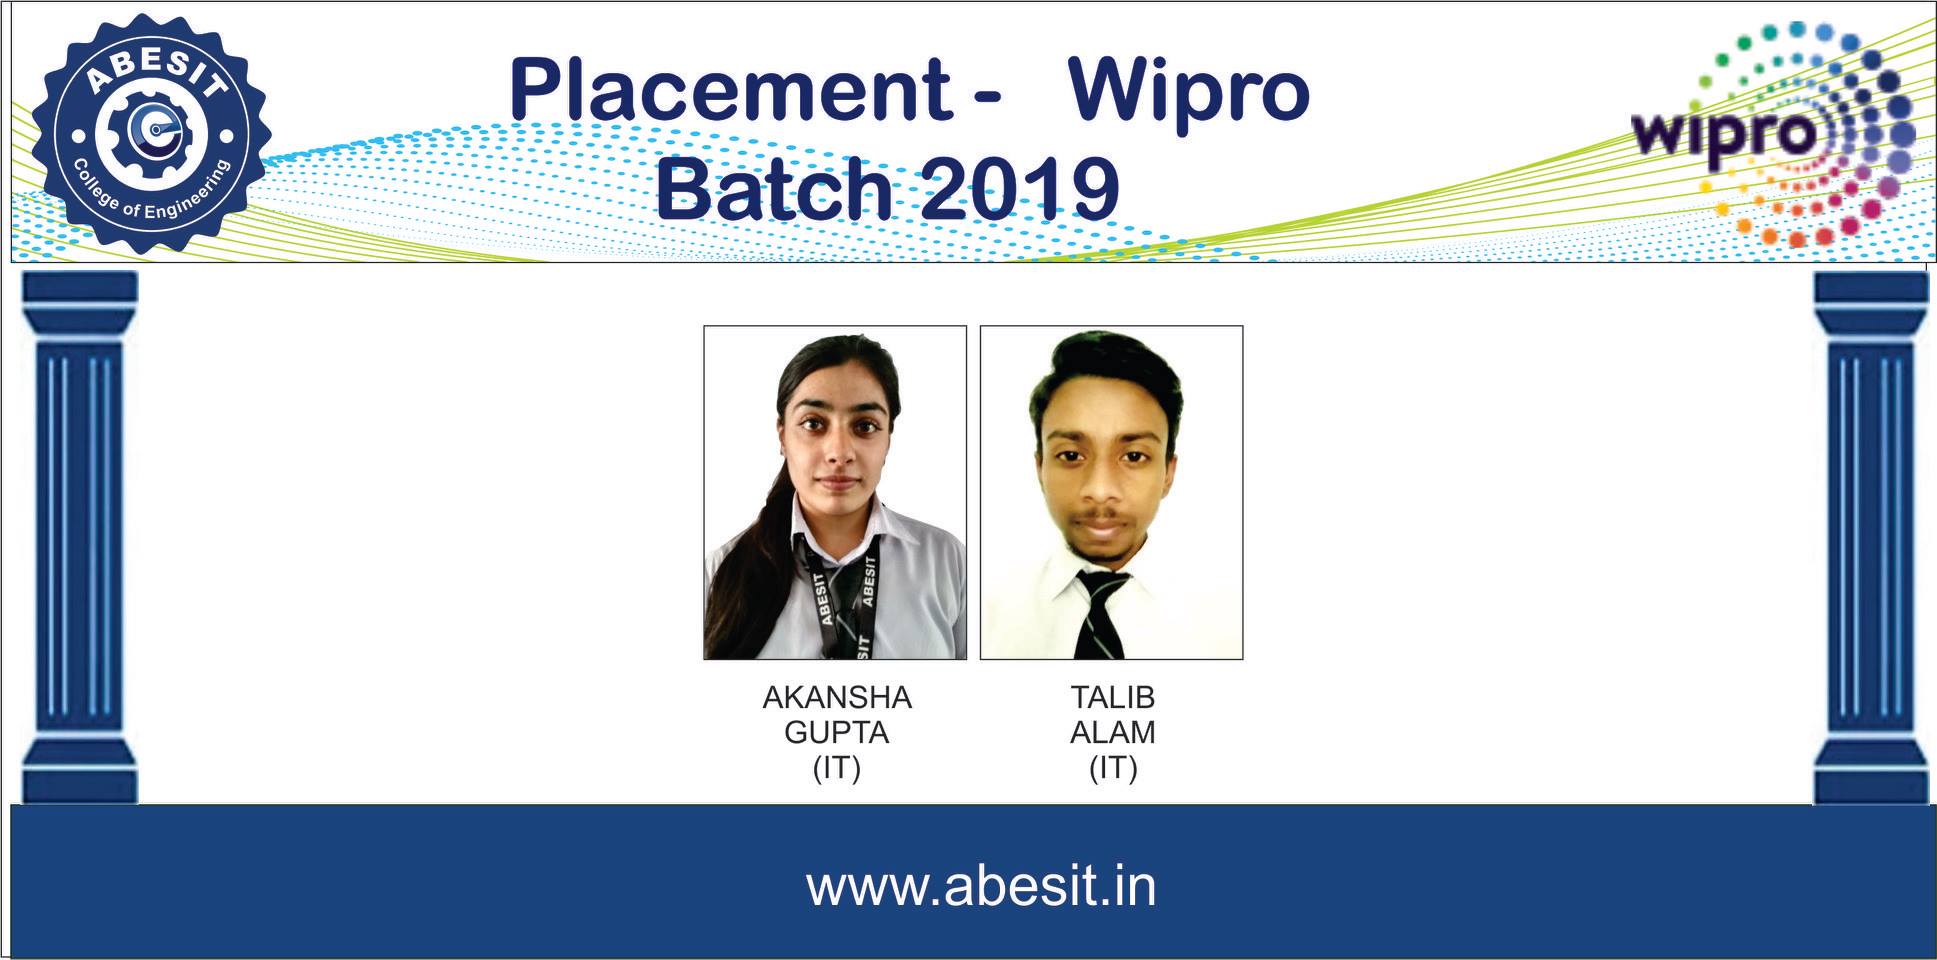 ABESIT
College of Engineering
Placement - Wipro
Batch 2019
wipro
ABESIT
ABESIT
SIT
AKANSHA
GUPTA
(IT)
TALIB
ALAM
(IT)
www.abesit.in